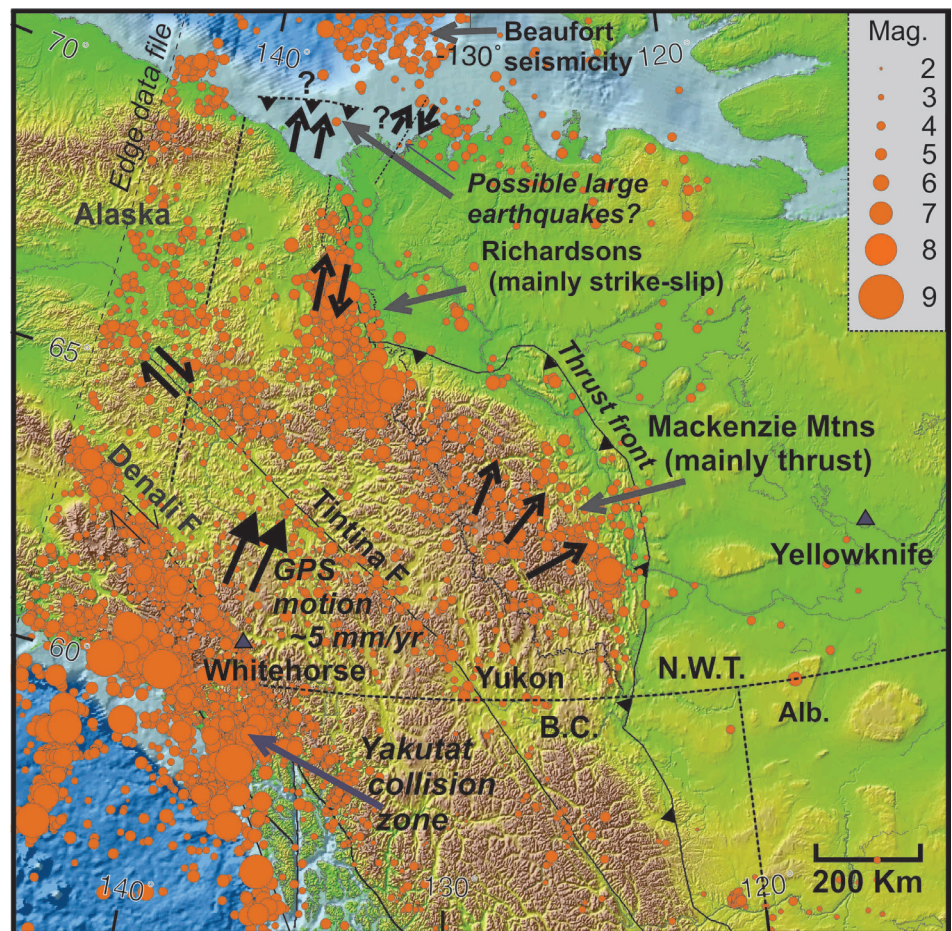 70°
140°
Beaufort
-130° seismicity
120°
Mag.
2
3
4
5
6
7
8
9
Edge data file
?
?
Possible large
earthquakes?
Alaska
Richardsons
(mainly strike-slip)
65°
Thrust front
Mackenzie Mtns
(mainly thrust)
Denali F
Tintina F
Yellowknife
GPS
motion
~5 mm/yr
60°
Whitehorse
Yukon
N.W.T.
B.C.
Alb.
Yakutat
collision
zone
200 Km
140°
130°
120°